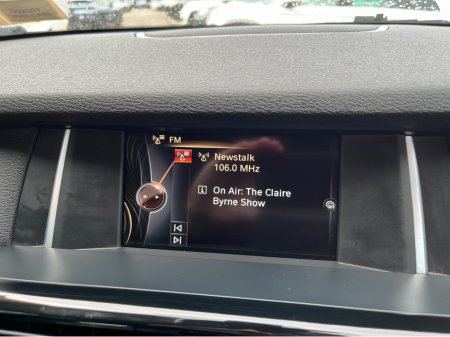 FM
Newstalk
106.0 MHz
On Air: The Claire
Byrne Show